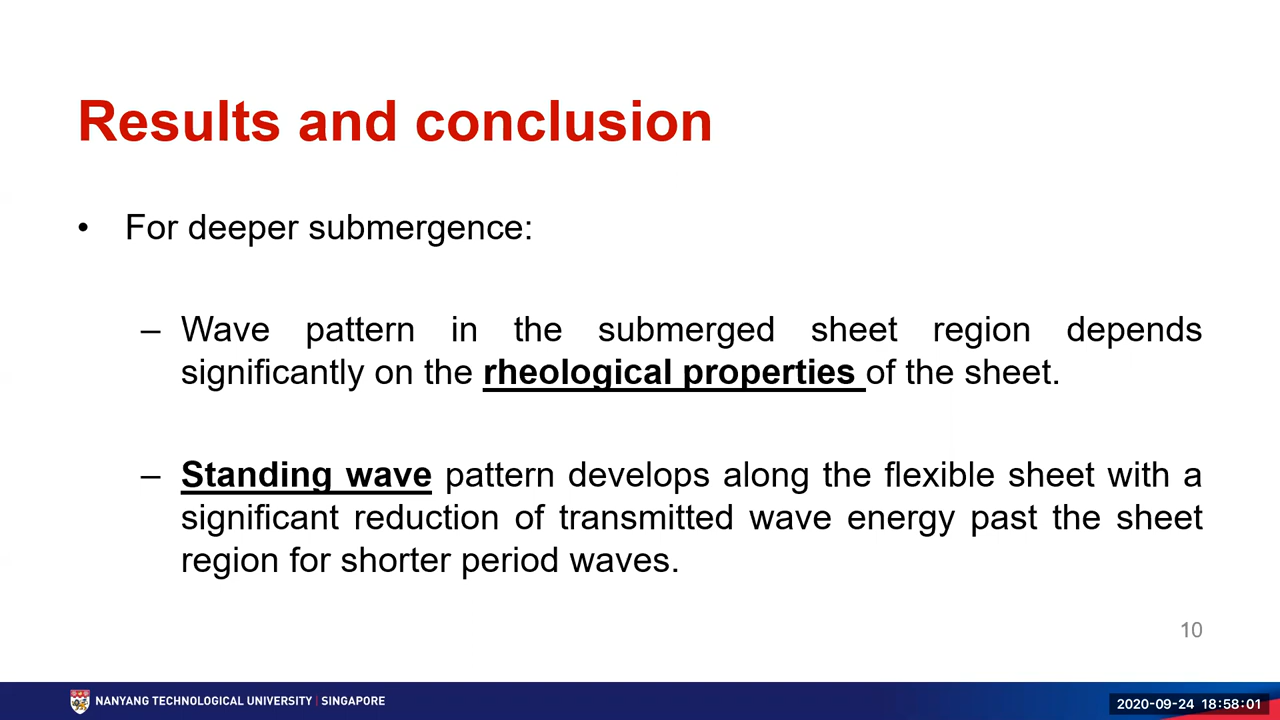 Results and conclusion
• For deeper submergence:
– Wave pattern in the submerged sheet region depends
significantly on the rheological properties of the sheet.
– Standing wave pattern develops along the flexible sheet with a
significant reduction of transmitted wave energy past the sheet
region for shorter period waves.
10
NANYANG TECHNOLOGICAL UNIVERSITY | SINGAPORE
2020-09-24 18:58:01